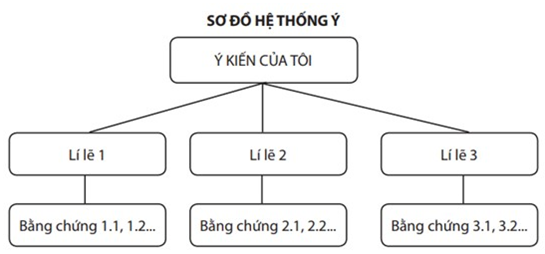 SƠ ĐỒ HỆ THỐNG Ý
Ý KIẾN CỦA TÔI
Lí lẽ 1
Lí lẽ 2
Lí lẽ 3
Bằng chứng 1.1, 1.2...
Bằng chứng 2.1, 2.2...
Bằng chứng 3.1, 3.2...